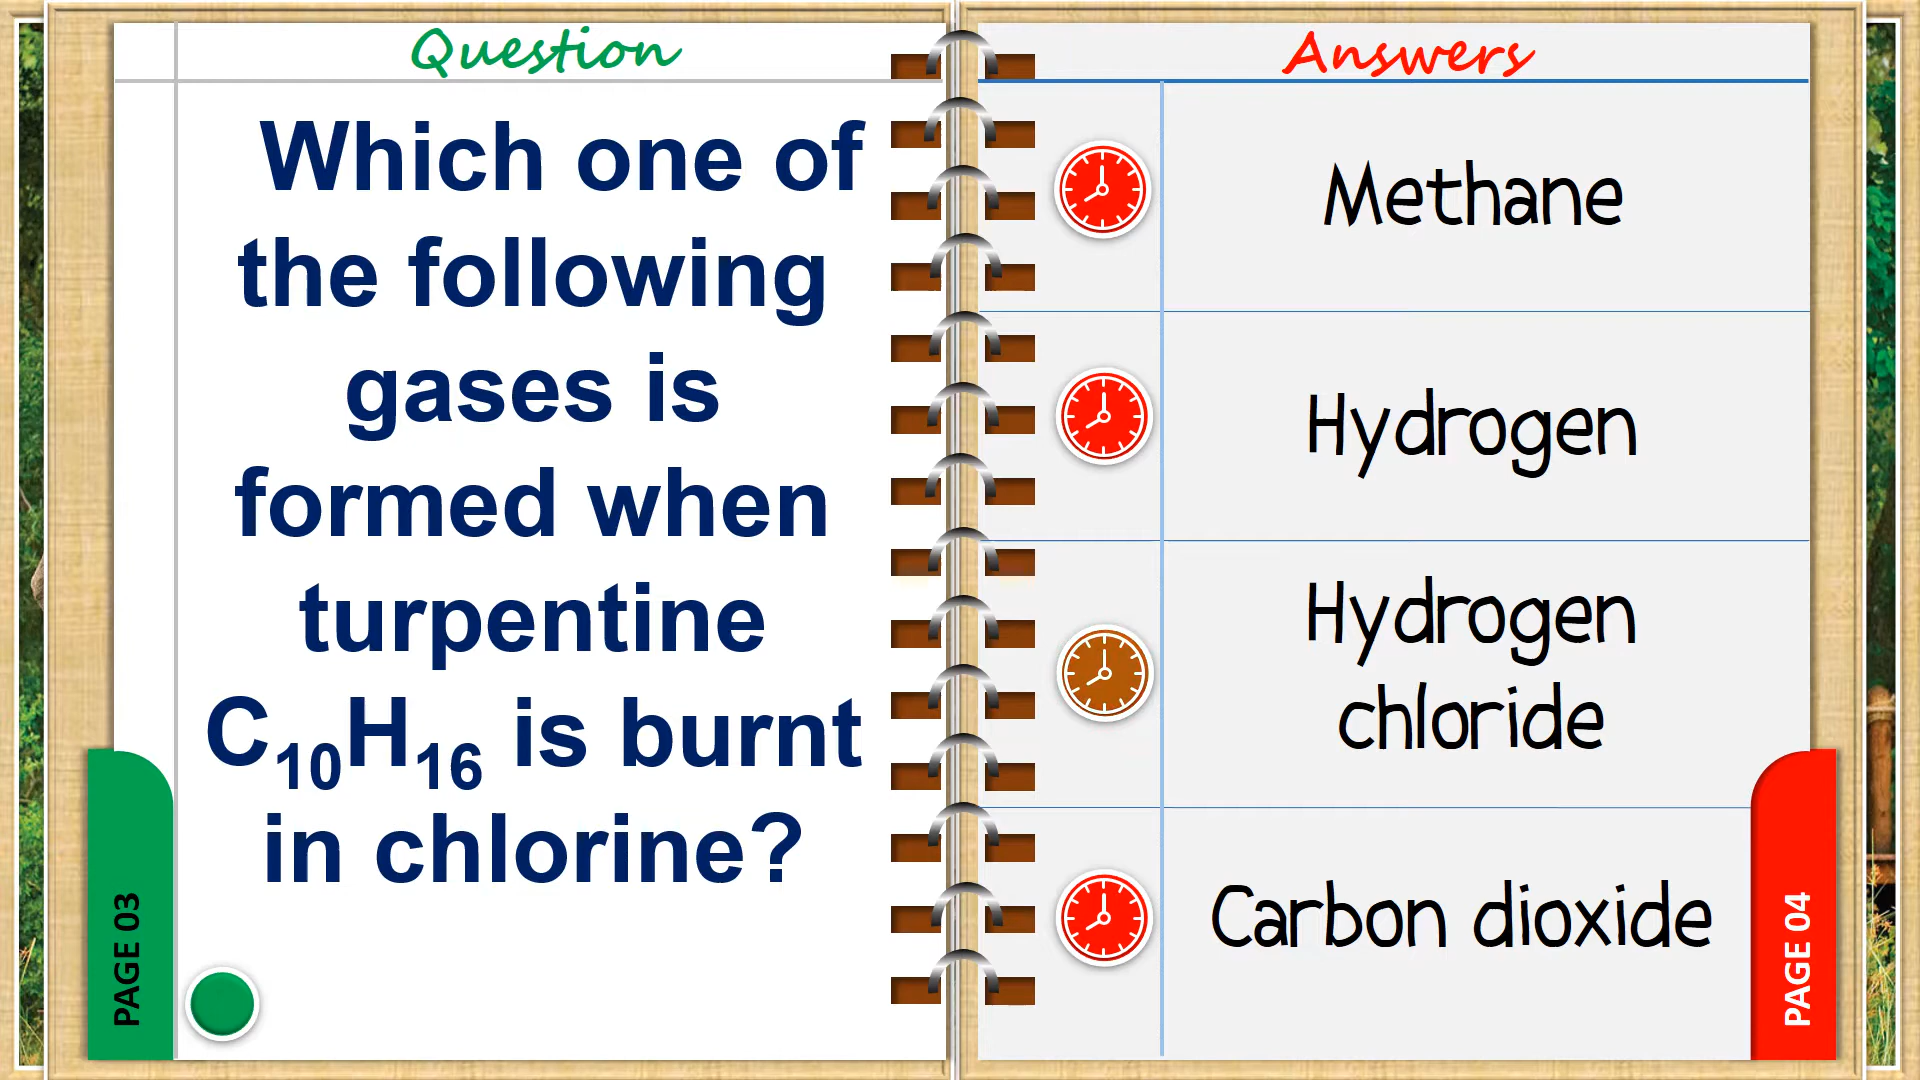 Question
Which one of
the following
gases is
formed when
turpentine
C₁₀H₁₆ is burnt
in chlorine?
PAGE 03
Answers
Methane
Hydrogen
Hydrogen
chloride
Carbon dioxide
PAGE 04